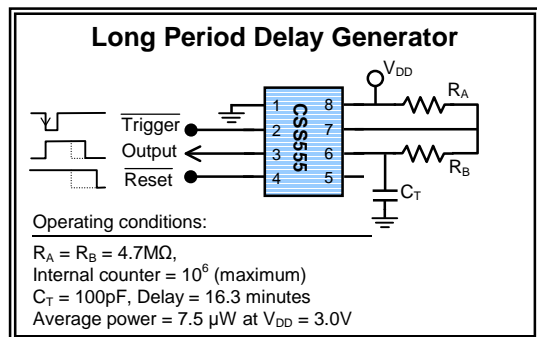 Long Period Delay Generator
V_DD
R_A
1 8
Trigger 2 7
Output 3 6
Reset 4 5
CSS555
R_B
C_T
Operating conditions:
R_A = R_B = 4.7MΩ,
Internal counter = 10^6 (maximum)
C_T = 100pF, Delay = 16.3 minutes
Average power = 7.5 µW at V_DD = 3.0V